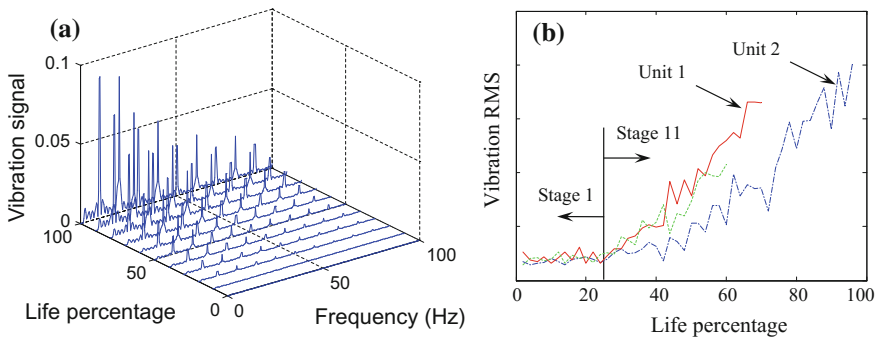 (a)
0.1
0.05
0
Vibration signal
100
50
0
Life percentage
0
50
100
Frequency (Hz)
(b)
Vibration RMS
Unit 1
Unit 2
Stage 11
Stage 1
0
20
40
60
80
100
Life percentage